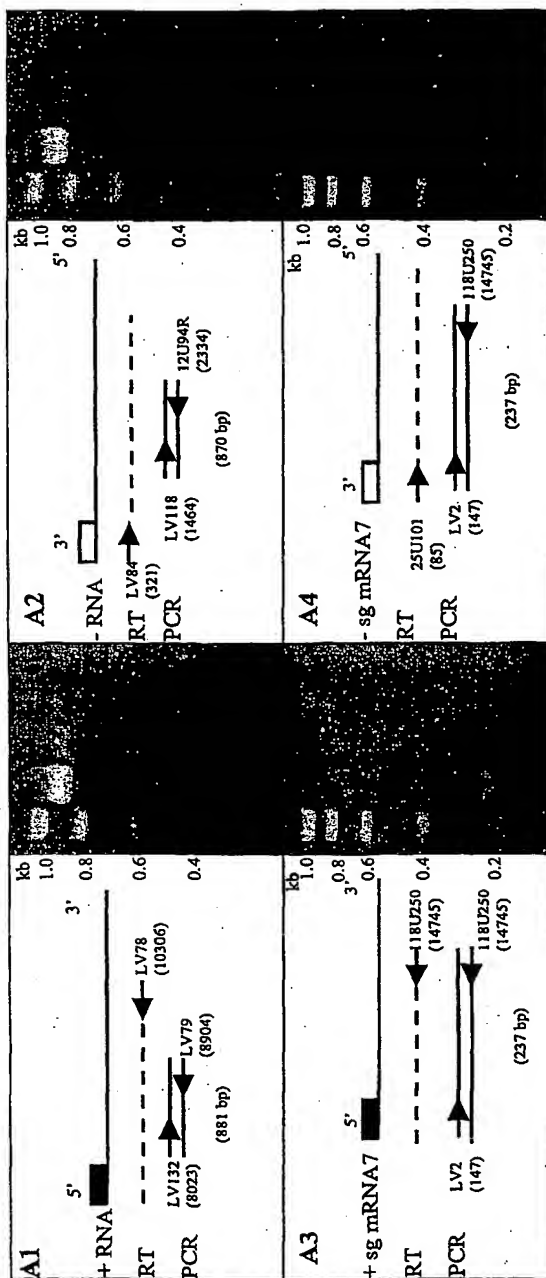 A1
kb
5'
3'
1.0
+ RNA
0.8
RT
LV78
(10306)
0.6
PCR
LV132
(8023)
LV79
(8904)
0.4
(881 bp)
A2
kb
3'
5'
1.0
- RNA
0.8
RT
LV84
(321)
0.6
PCR
LV118
(1464)
12U94R
(2334)
0.4
(870 bp)
A3
kb
5'
3'
1.0
0.8
+ sg mRNA7
0.6
RT
118U250
(14745)
0.4
PCR
LV2
(147)
118U250
(14745)
0.2
(237 bp)
A4
kb
3'
5'
1.0
0.8
- sg mRNA7
0.6
RT
25U101
(85)
0.4
PCR
LV2
(147)
118U250
(14745)
0.2
(237 bp)